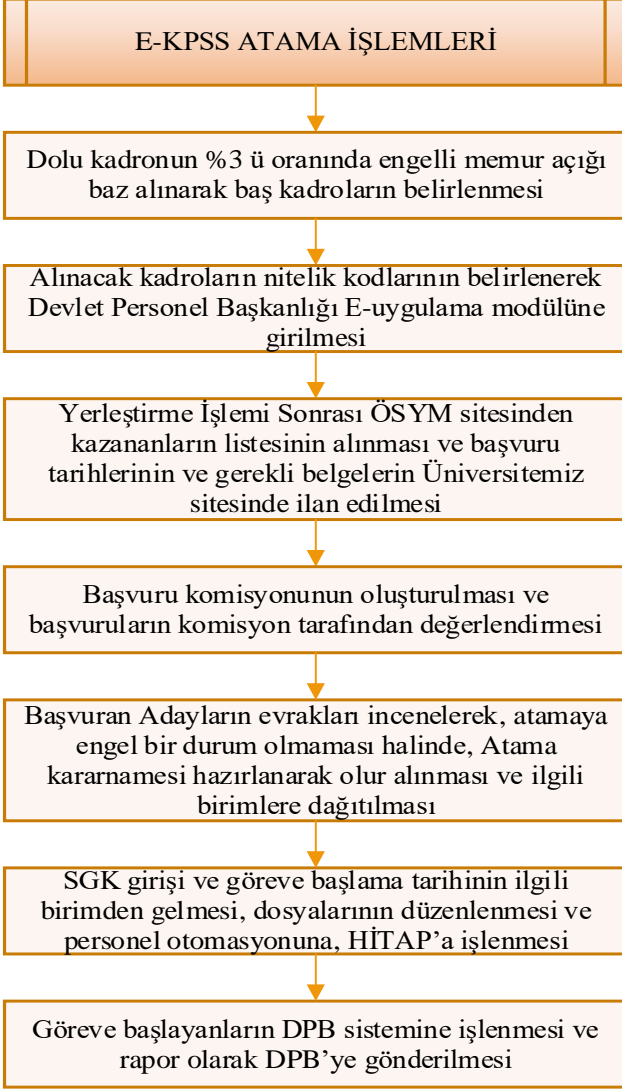 E-KPSS ATAMA İŞLEMLERİ
Dolu kadronun %3 ü oranında engelli memur açığı
baz alınarak baş kadroların belirlenmesi
Alınacak kadroların nitelik kodlarının belirlenerek
Devlet Personel Başkanlığı E-uygulama modülüne
girilmesi
Yerleştirme İşlemi Sonrası ÖSYM sitesinden
kazananların listesinin alınması ve başvuru
tarihlerinin ve gerekli belgelerin Üniversitemiz
sitesinde ilan edilmesi
Başvuru komisyonunun oluşturulması ve
başvuruların komisyon tarafından değerlendirmesi
Başvuran Adayların evrakları incenelerek, atamaya
engel bir durum olmaması halinde, Atama
kararnamesi hazırlanarak olur alınması ve ilgili
birimlere dağıtılması
SGK girişi ve göreve başlama tarihinin ilgili
birimden gelmesi, dosyalarının düzenlenmesi ve
personel otomasyonuna, HİTAP’a işlenmesi
Göreve başlayanların DPB sistemine işlenmesi ve
rapor olarak DPB’ye gönderilmesi